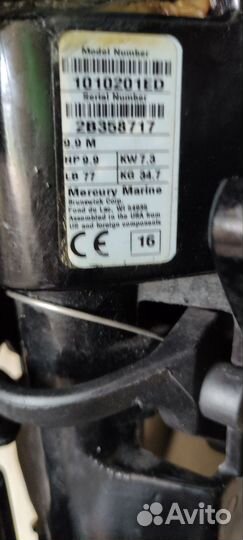 Model Number
1010201ED
Serial Number
2B358717
9.9 M
HP 9.9 KW 7.3
LB 77 KG 34.7
Mercury Marine
Brunswick Corp.
Fond du Lac, WI 54935
Assembled in the USA from
US and foreign components
CE 16
Avito